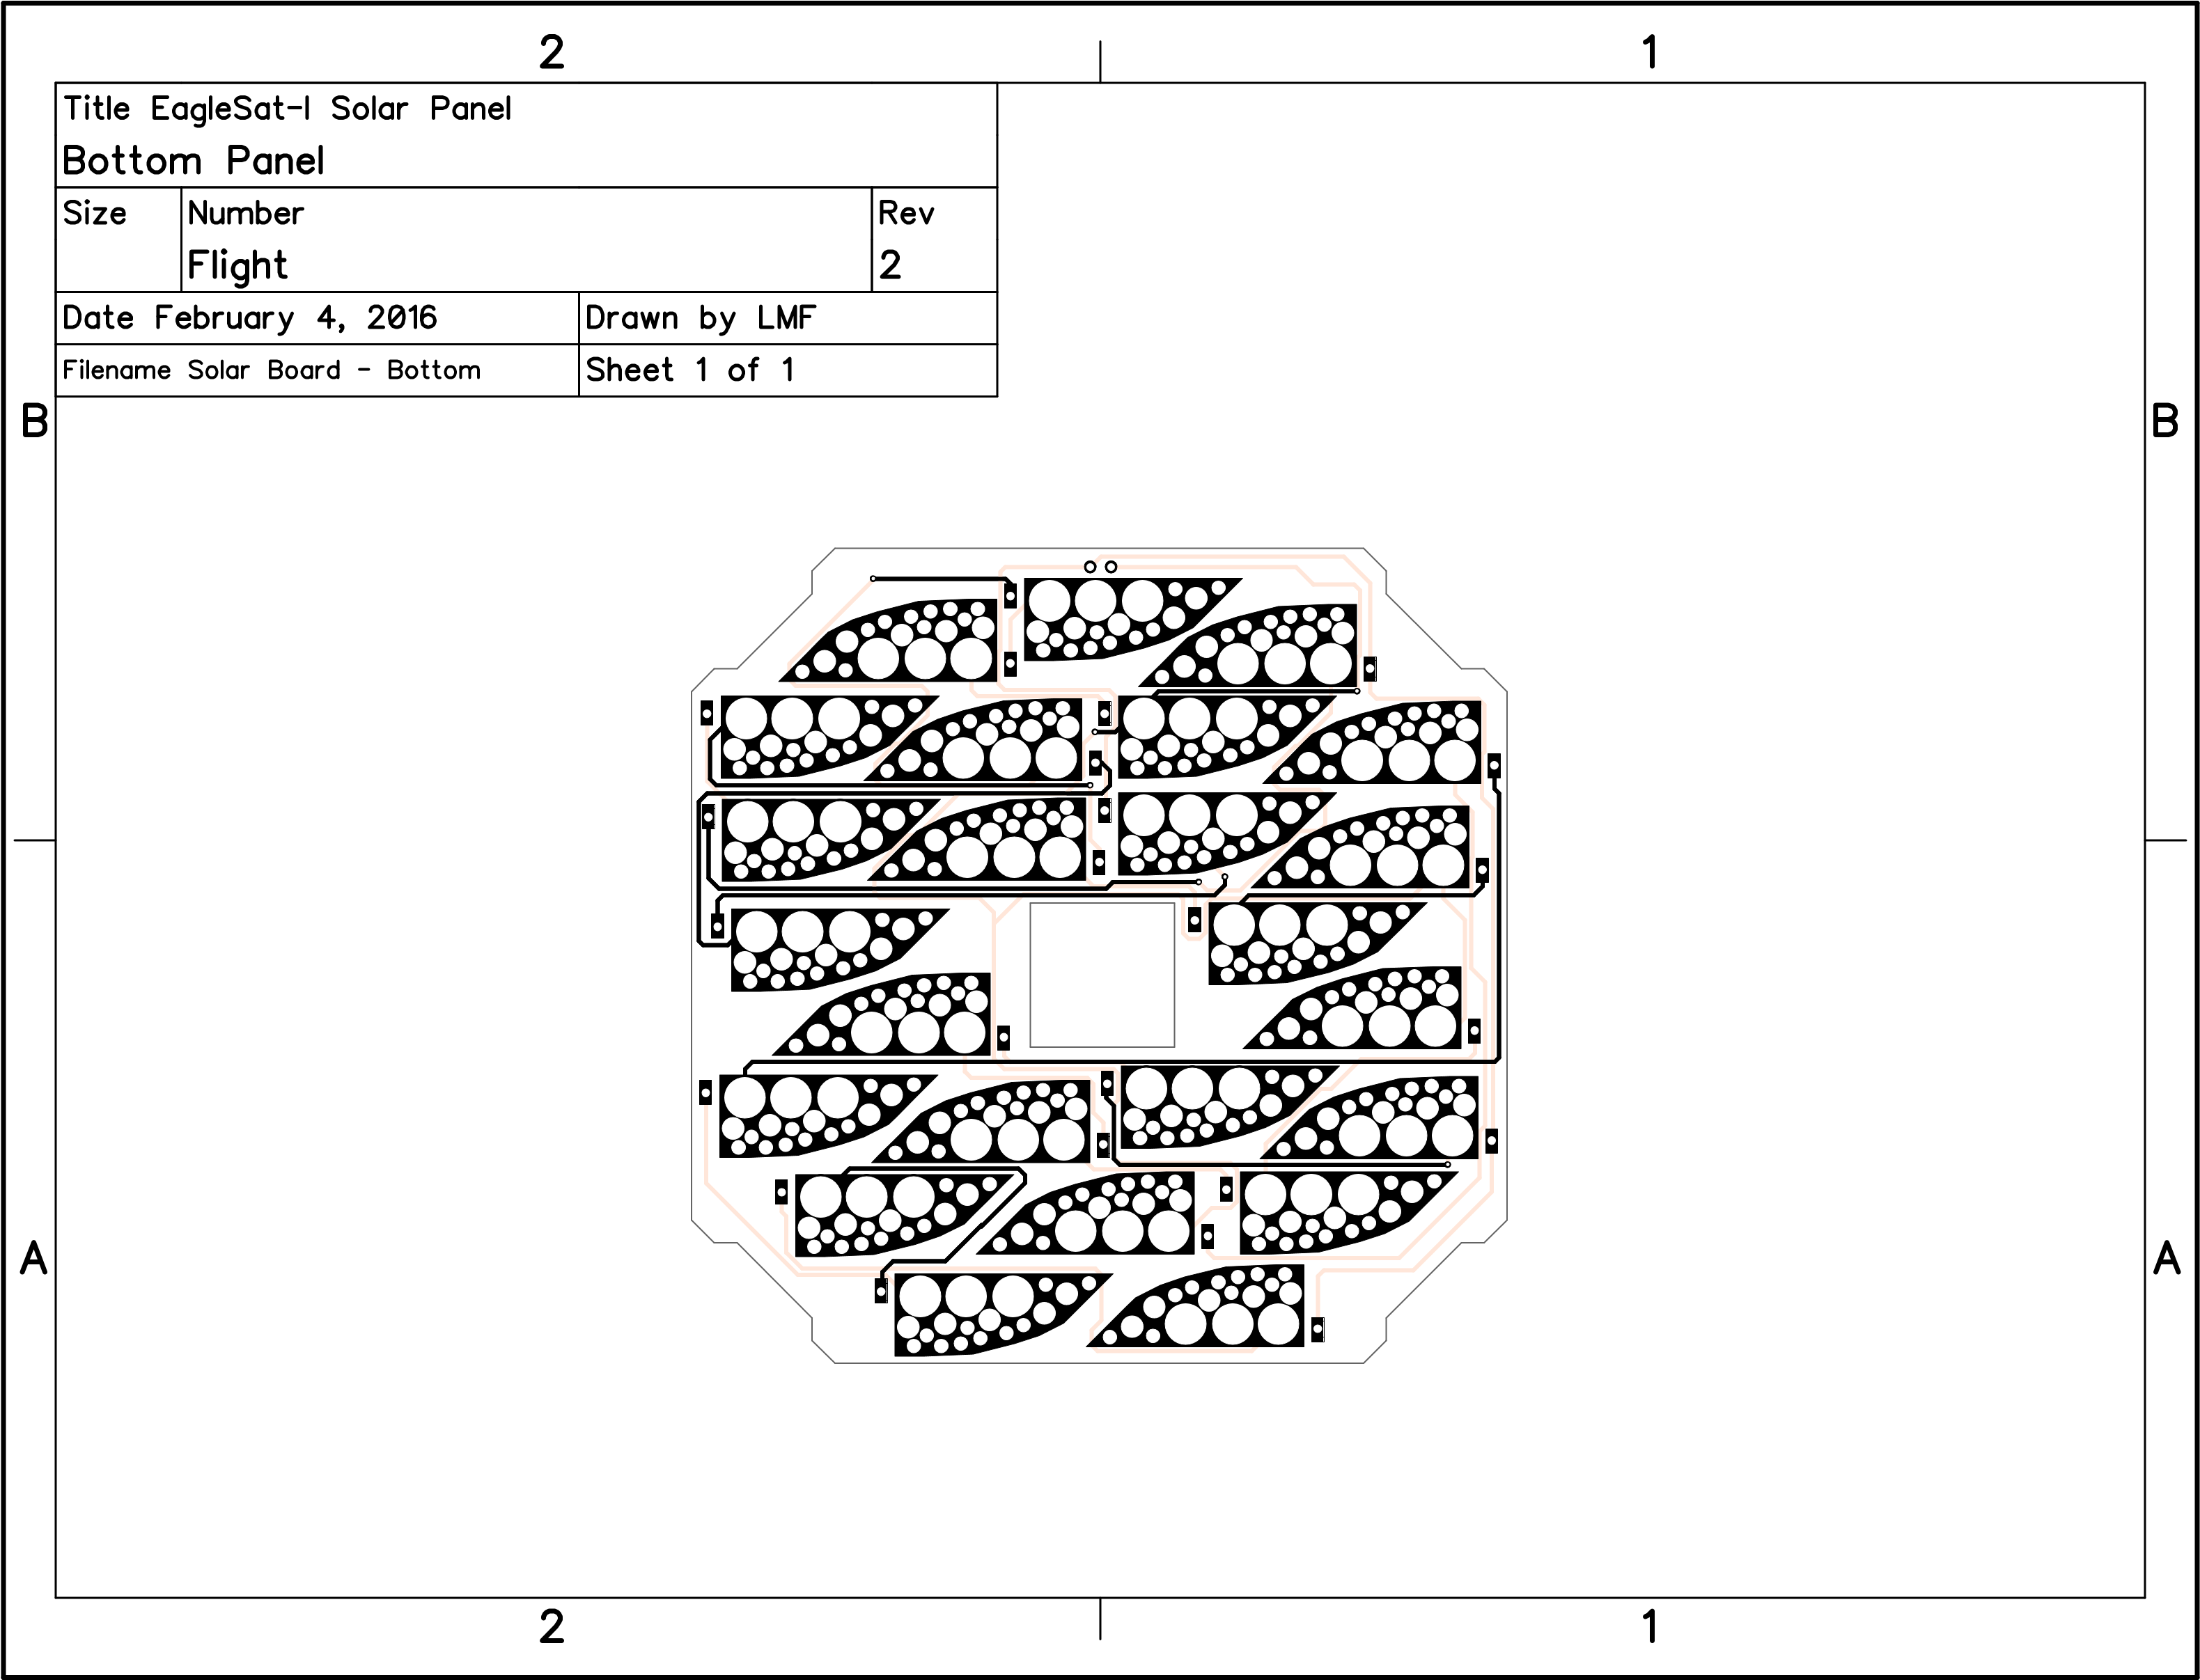 2 1
Title EagleSat-I Solar Panel
Bottom Panel
Size Number Rev
Flight 2
Date February 4, 2016 Drawn by LMF
Filename Solar Board - Bottom Sheet 1 of 1
B B
A A
2 1